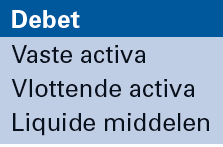 Debet
Vaste activa
Vlottende activa
Liquide middelen